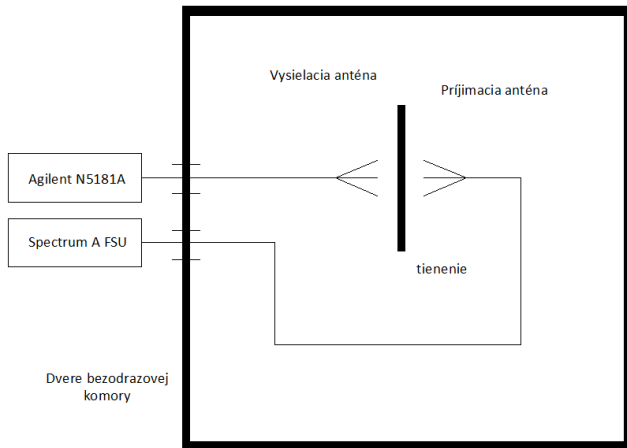 Vysielacia anténa
Príjimacia anténa
Agilent N5181A
Spectrum A FSU
tienenie
Dvere bezodrazovej
komory